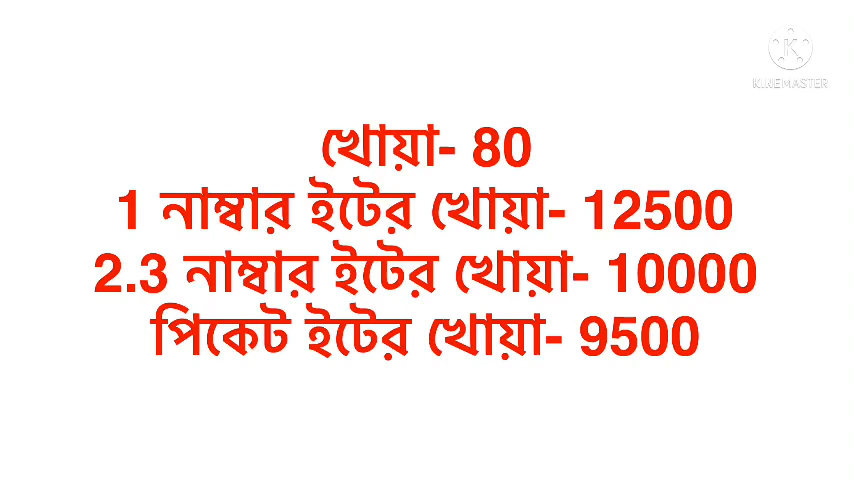 KINEMASTER
খোয়া- 80
1 নাম্বার ইটের খোয়া- 12500
2.3 নাম্বার ইটের খোয়া- 10000
পিকেট ইটের খোয়া- 9500